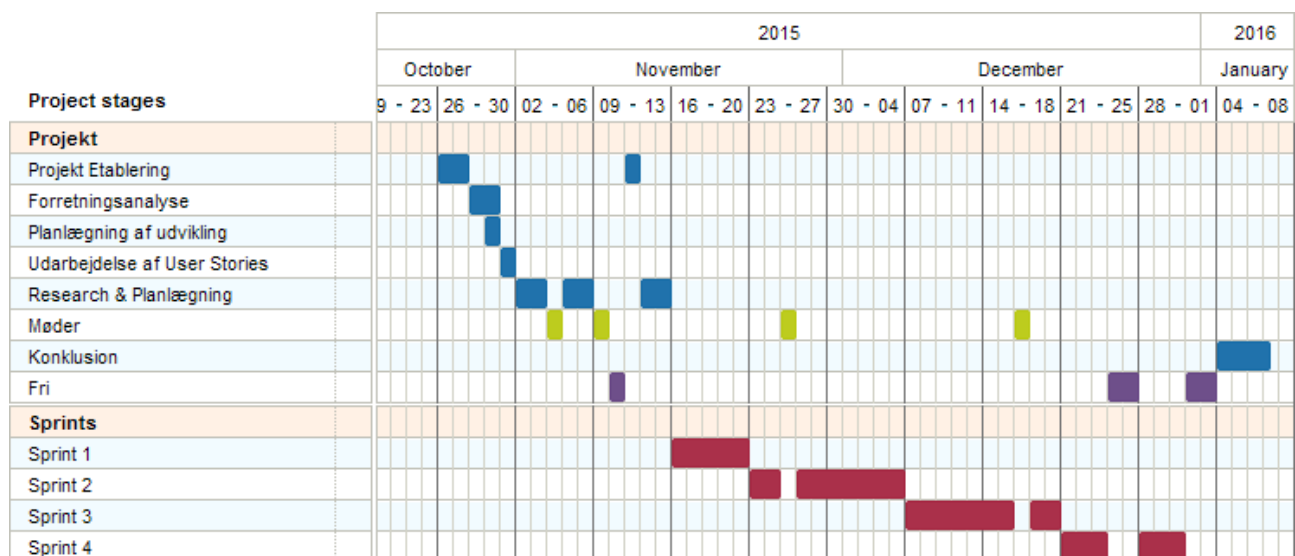 2015 2016
October November December January
Project stages 9 - 23 26 - 30 02 - 06 09 - 13 16 - 20 23 - 27 30 - 04 07 - 11 14 - 18 21 - 25 28 - 01 04 - 08
Projekt
Projekt Etablering
Forretningsanalyse
Planlægning af udvikling
Udarbejdelse af User Stories
Research & Planlægning
Møder
Konklusion
Fri
Sprints
Sprint 1
Sprint 2
Sprint 3
Sprint 4